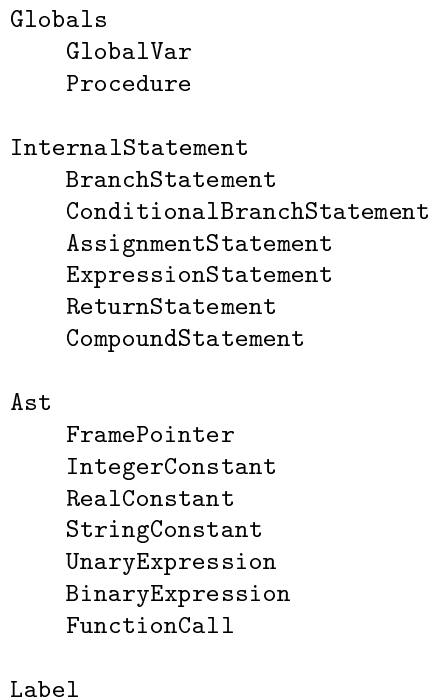 Globals
GlobalVar
Procedure
InternalStatement
BranchStatement
ConditionalBranchStatement
AssignmentStatement
ExpressionStatement
ReturnStatement
CompoundStatement
Ast
FramePointer
IntegerConstant
RealConstant
StringConstant
UnaryExpression
BinaryExpression
FunctionCall
Label